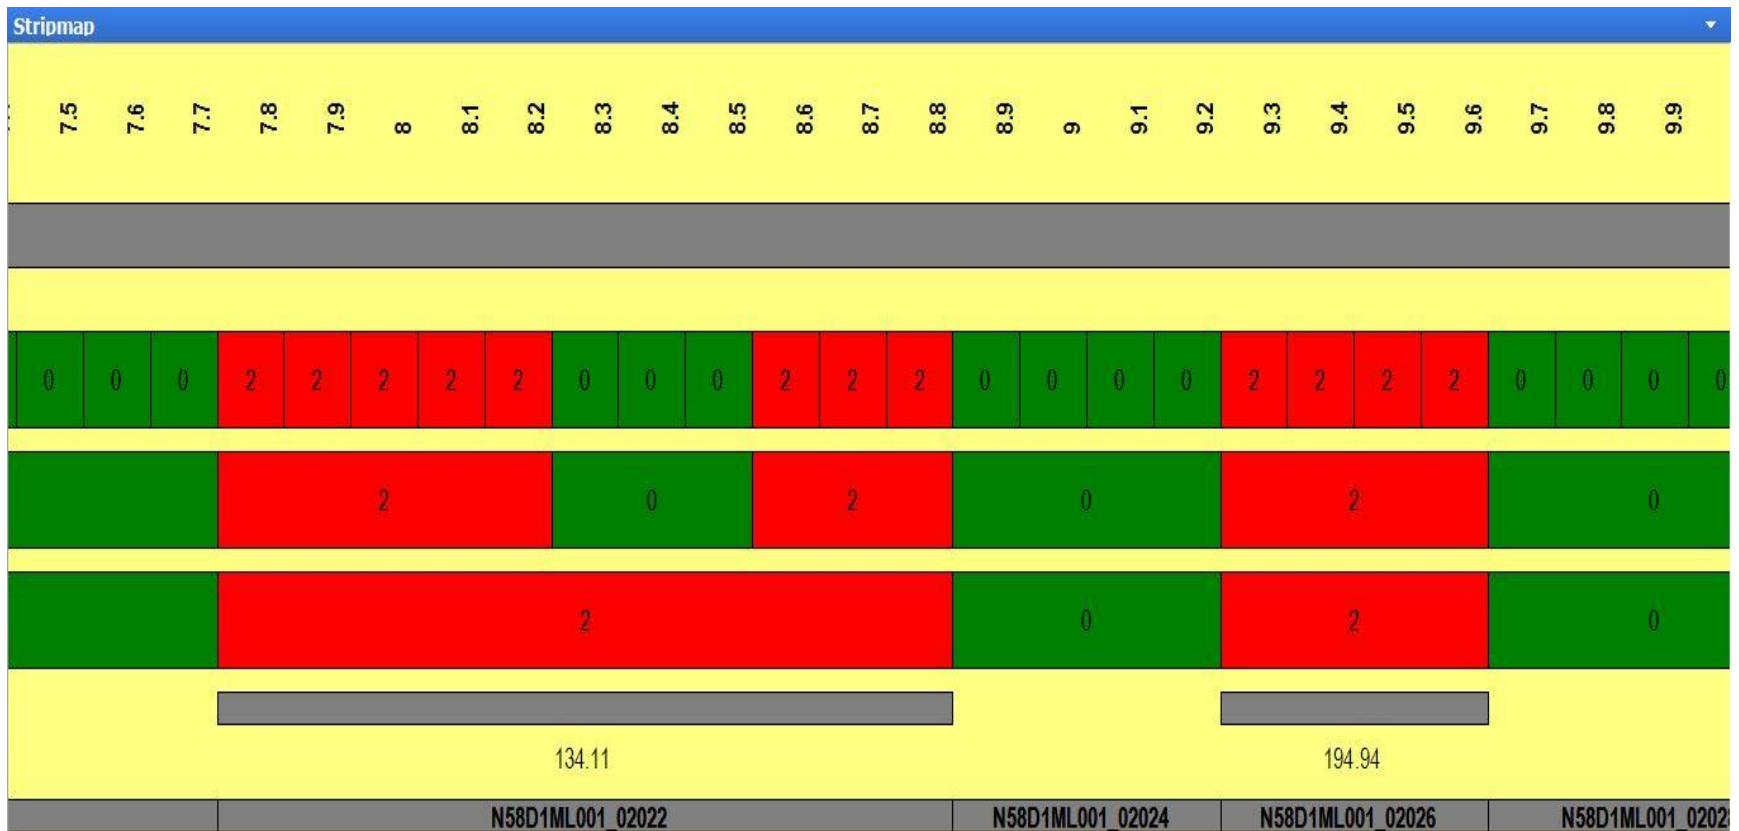 Stripmap
7.5 7.6 7.7 7.8 7.9 8 8.1 8.2 8.3 8.4 8.5 8.6 8.7 8.8 8.9 9 9.1 9.2 9.3 9.4 9.5 9.6 9.7 9.8 9.9
0 0 0 2 2 2 2 2 0 0 0 2 2 2 0 0 0 0 2 2 2 2 0 0 0 0
2 0 2 0 2 0
2 0 2 0
134.11 194.94
N58D1ML001_02022 N58D1ML001_02024 N58D1ML001_02026